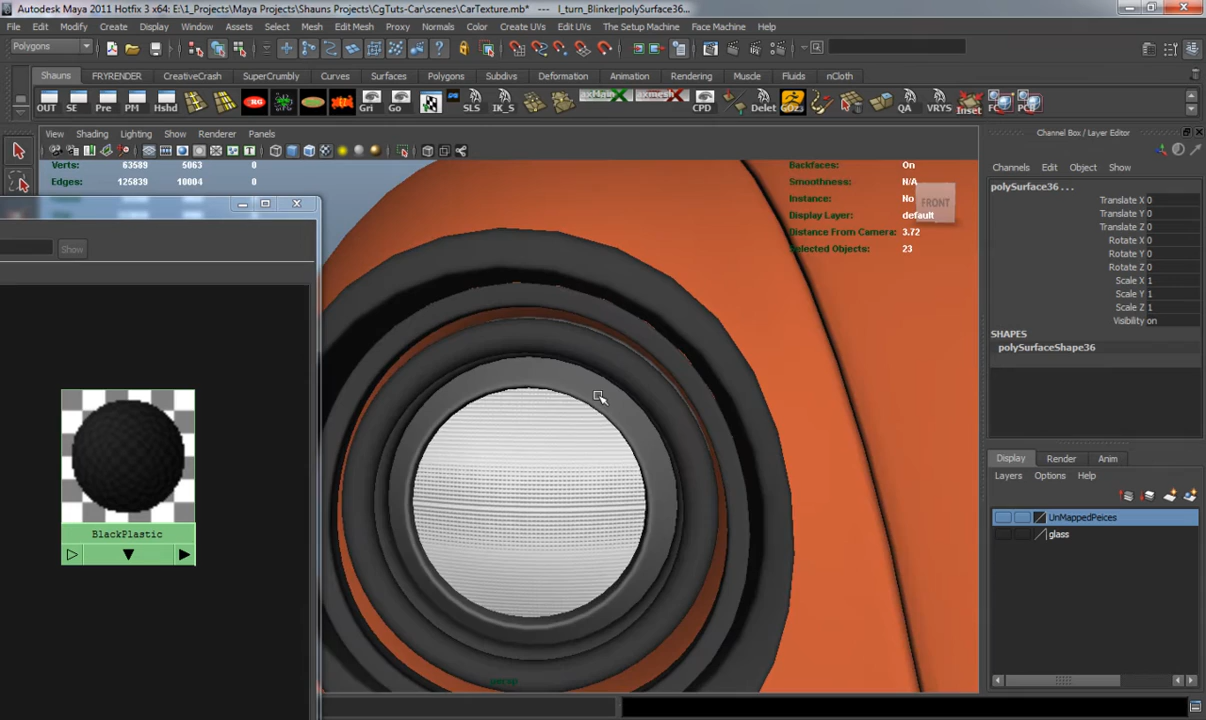 Autodesk Maya 2011 Hotfix 3 x64: E:\1_Projects\Maya Projects\Shauns Projects\CgTuts-Car\scenes\CarTexture.mb* --- l_turn_Blinker|polySurface36...
File Edit Modify Create Display Window Assets Select Mesh Edit Mesh Proxy Normals Color Create UVs Edit UVs The Setup Machine Face Machine Help
Polygons
Shauns FRYRENDER CreativeCrash SuperCrumbly Curves Surfaces Polygons Subdivs Deformation Animation Rendering Muscle Fluids nCloth
OUT SE Pre PM Hshd Gri Go SLS IK_S axMain axmesh CPD Delet GOz3 QA VRYS Inset FC PCB
View Shading Lighting Show Renderer Panels
Channel Box / Layer Editor
Verts: 63589 5063 0
Edges: 125839 10004 0
Backfaces: On
Smoothness: N/A
Instance: No
Display Layer: default
Distance From Camera: 3.72
Selected Objects: 23
FRONT
Channels Edit Object Show
polySurface36 . . .
Translate X 0
Translate Y 0
Translate Z 0
Rotate X 0
Rotate Y 0
Rotate Z 0
Scale X 1
Scale Y 1
Scale Z 1
Visibility on
SHAPES
polySurfaceShape36
Show
BlackPlastic
Display Render Anim
Layers Options Help
UnMappedPeices
glass
persp